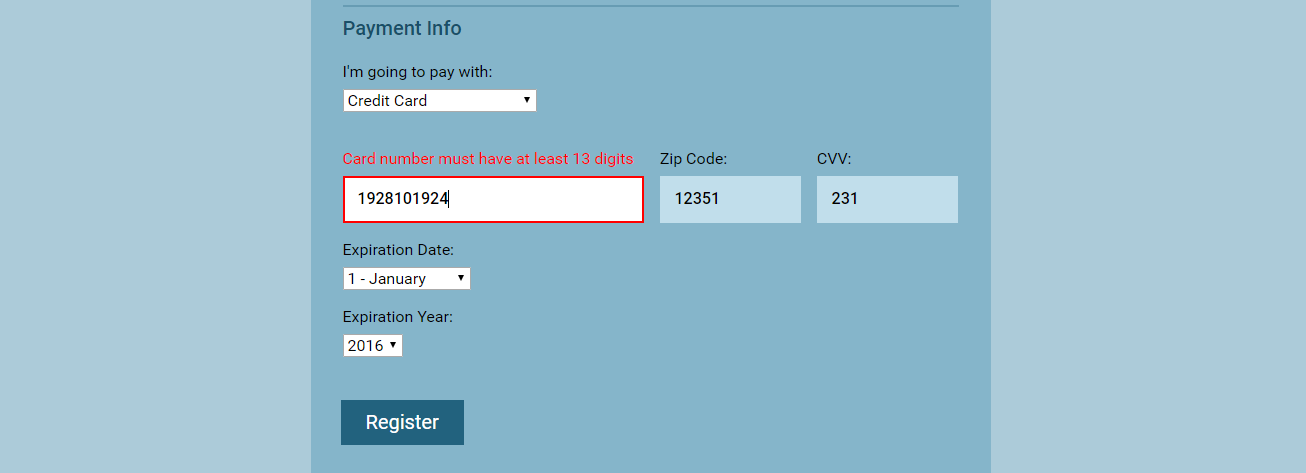 Payment Info
I'm going to pay with:
Credit Card
Card number must have at least 13 digits
Zip Code:
CVV:
1928101924
12351
231
Expiration Date:
1 - January
Expiration Year:
2016
Register